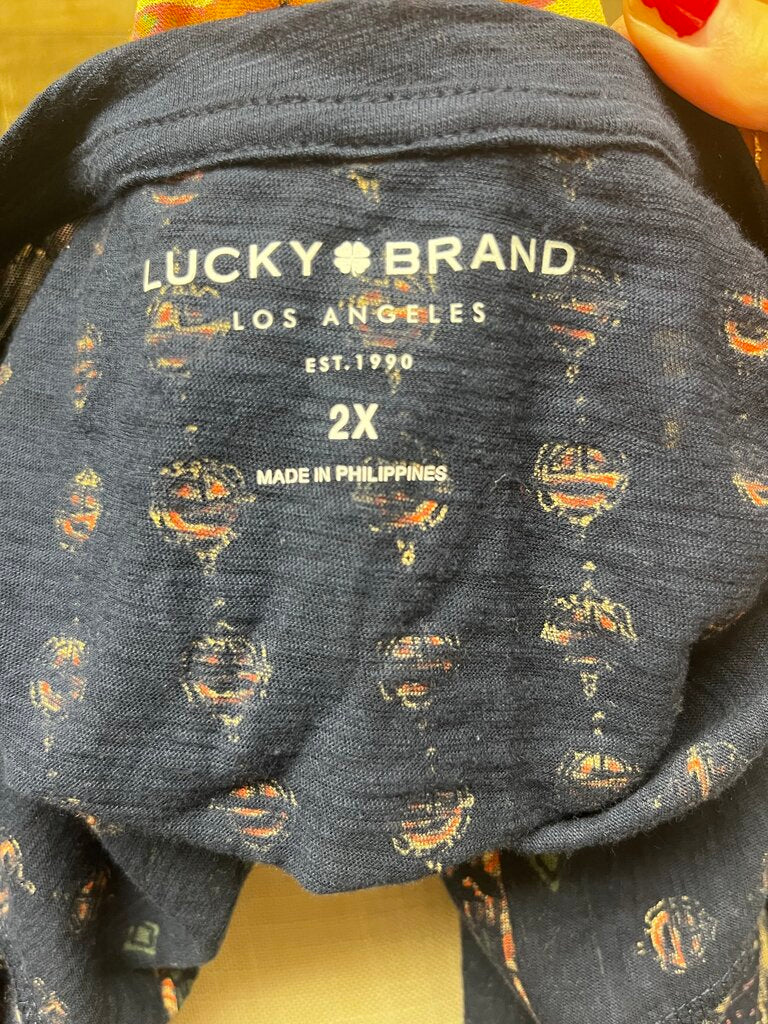 LUCKY BRAND
LOS ANGELES
EST. 1990
2X
MADE IN PHILIPPINES